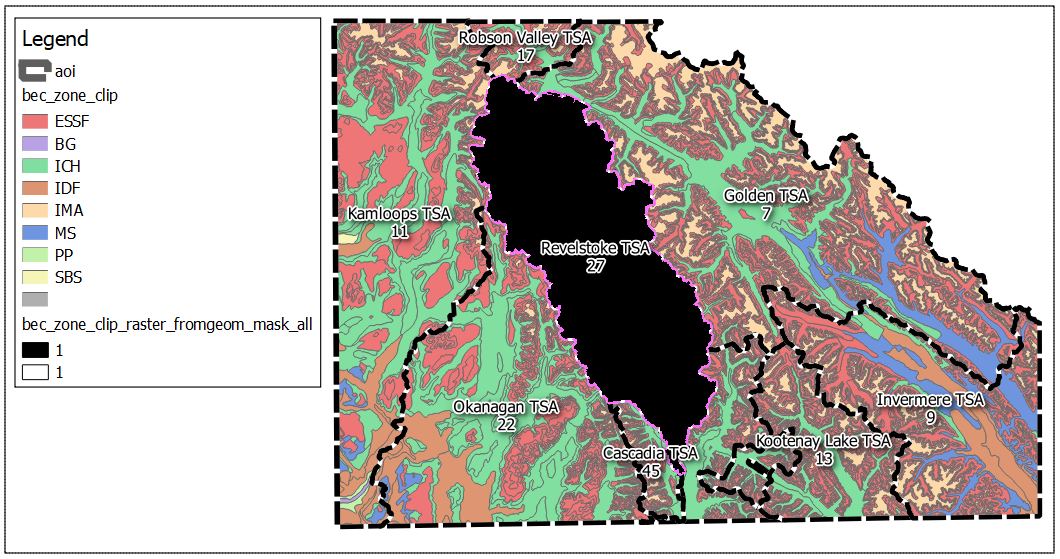 Legend
aoi
bec_zone_clip
ESSF
BG
ICH
IDF
IMA
MS
PP
SBS
bec_zone_clip_raster_fromgeom_mask_all
1
1
Robson Valley TSA
17
Golden TSA
7
Kamloops TSA
11
Revelstoke TSA
27
Invermere TSA
9
Okanagan TSA
22
Kootenay Lake TSA
13
Cascadia TSA
45